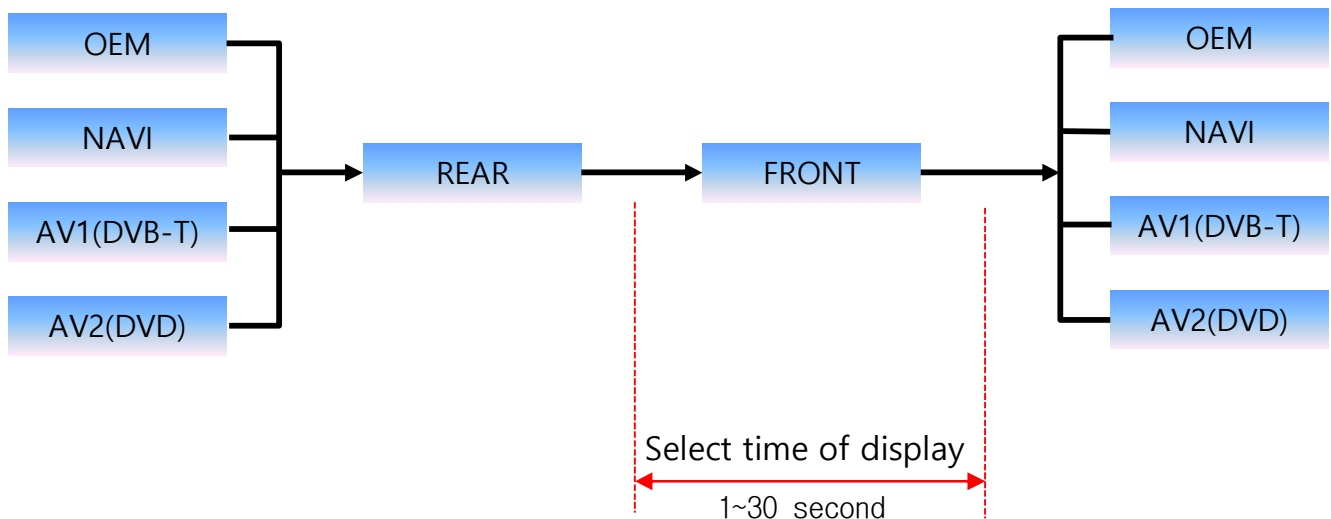 OEM
NAVI
AV1(DVB-T)
AV2(DVD)
REAR
FRONT
OEM
NAVI
AV1(DVB-T)
AV2(DVD)
Select time of display
1~30 second